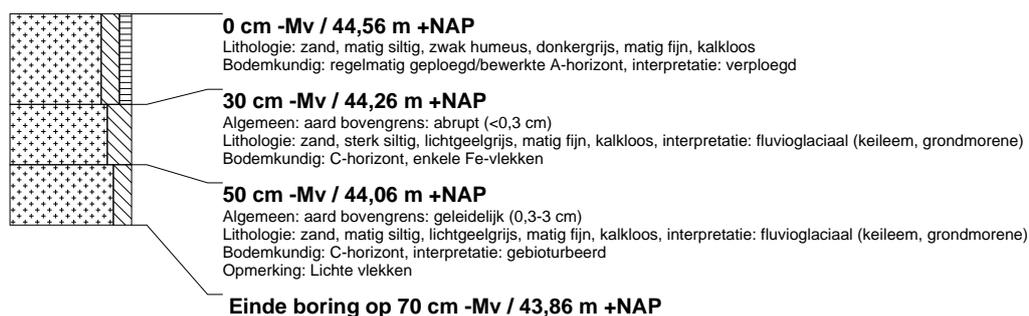 0 cm -Mv / 44,56 m +NAP
Lithologie: zand, matig siltig, zwak humeus, donkergrijs, matig fijn, kalkloos
Bodemkundig: regelmatig geploegd/bewerkte A-horizont, interpretatie: verploegd
30 cm -Mv / 44,26 m +NAP
Algemeen: aard bovengrens: abrupt (<0,3 cm)
Lithologie: zand, sterk siltig, lichtgeelgrijs, matig fijn, kalkloos, interpretatie: fluvioglaciaal (keileem, grondmorene)
Bodemkundig: C-horizont, enkele Fe-vlekken
50 cm -Mv / 44,06 m +NAP
Algemeen: aard bovengrens: geleidelijk (0,3-3 cm)
Lithologie: zand, matig siltig, lichtgeelgrijs, matig fijn, kalkloos, interpretatie: fluvioglaciaal (keileem, grondmorene)
Bodemkundig: C-horizont, interpretatie: gebioturbeerd
Opmerking: Lichte vlekken
Einde boring op 70 cm -Mv / 43,86 m +NAP